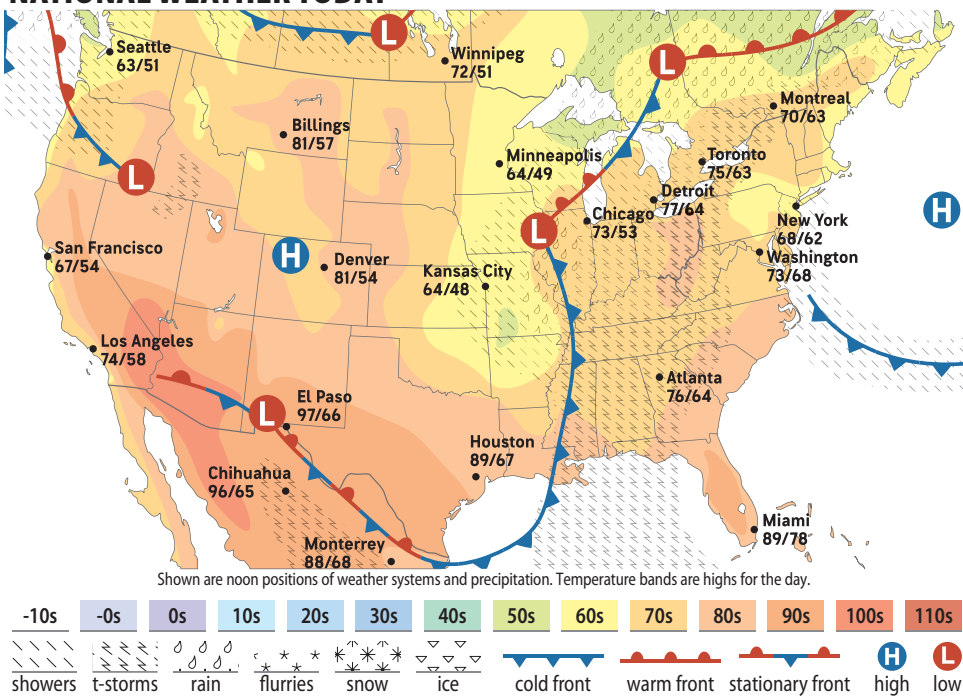 NATIONAL WEATHER TODAY
L
L
Seattle
63/51
Winnipeg
72/51
Billings
81/57
Montreal
70/63
Minneapolis
64/49
Toronto
75/63
L
Detroit
77/64
H
Chicago
73/53
New York
68/62
L
San Francisco
67/54
H
Denver
81/54
Kansas City
64/48
Washington
73/68
Los Angeles
74/58
Atlanta
76/64
L
El Paso
97/66
Houston
89/67
Chihuahua
96/65
Miami
89/78
Monterrey
88/68
Shown are noon positions of weather systems and precipitation. Temperature bands are highs for the day.
-10s -0s 0s 10s 20s 30s 40s 50s 60s 70s 80s 90s 100s 110s
H L
showers t-storms rain flurries snow ice cold front warm front stationary front high low